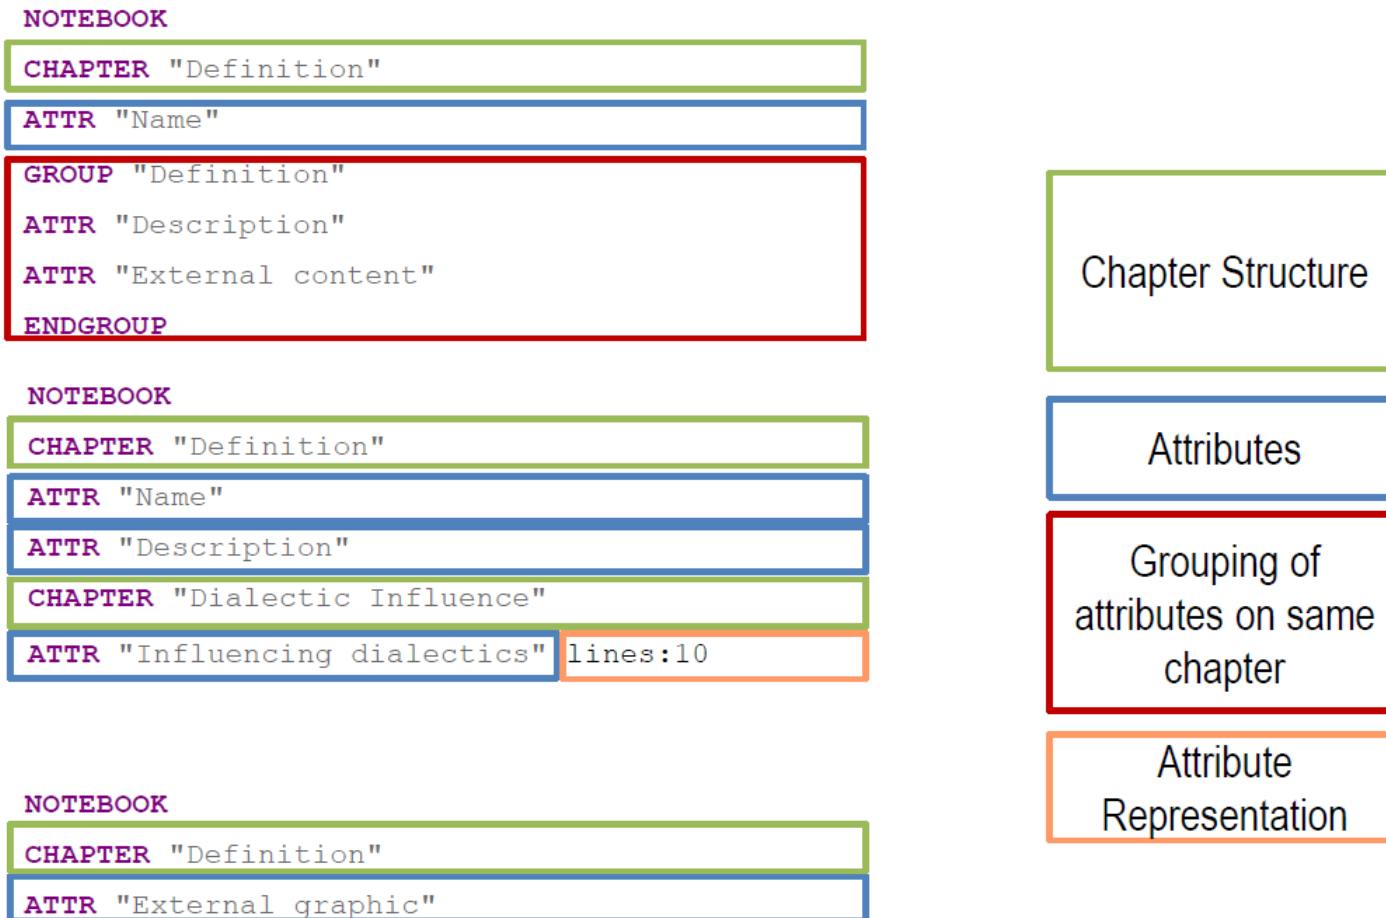 NOTEBOOK
CHAPTER "Definition"
ATTR "Name"
GROUP "Definition"
ATTR "Description"
ATTR "External content"
ENDGROUP
NOTEBOOK
CHAPTER "Definition"
ATTR "Name"
ATTR "Description"
CHAPTER "Dialectic Influence"
ATTR "Influencing dialectics" lines:10
NOTEBOOK
CHAPTER "Definition"
ATTR "External graphic"
Chapter Structure
Attributes
Grouping of
attributes on same
chapter
Attribute
Representation